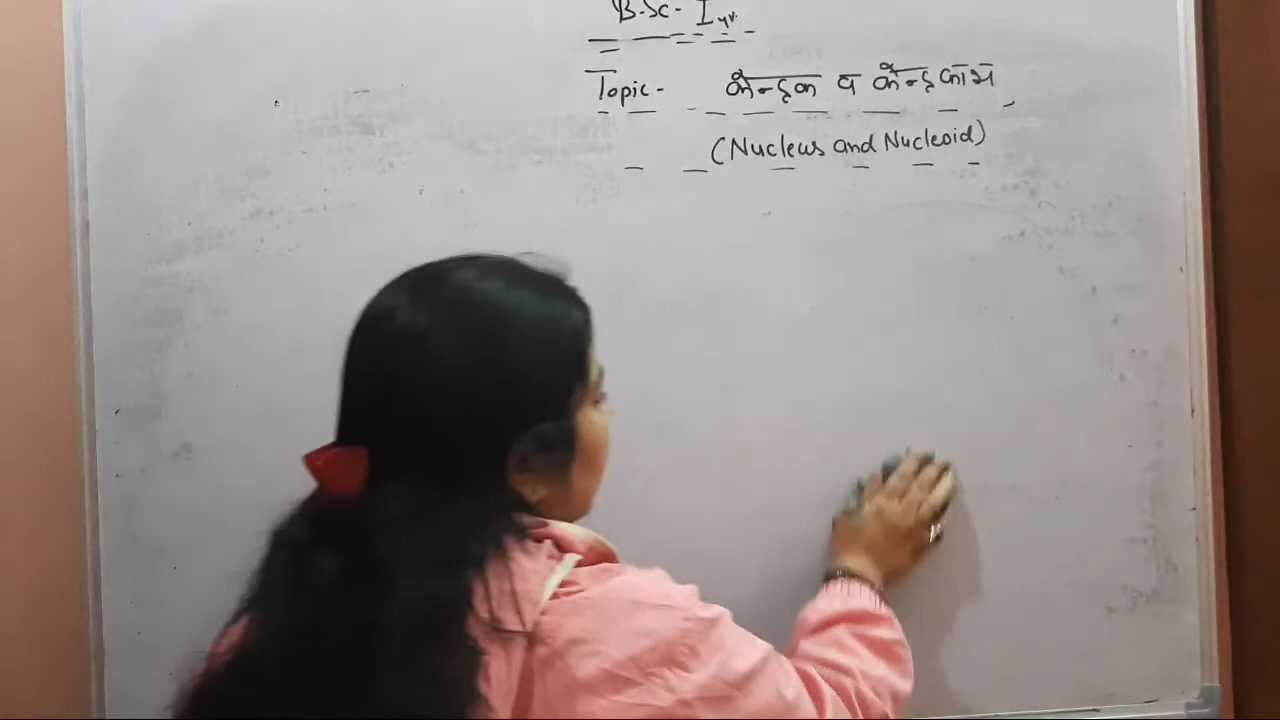 B.Sc- I yr.
Topic- केन्द्रक व केन्द्रकाभ
(Nucleus and Nucleoid)